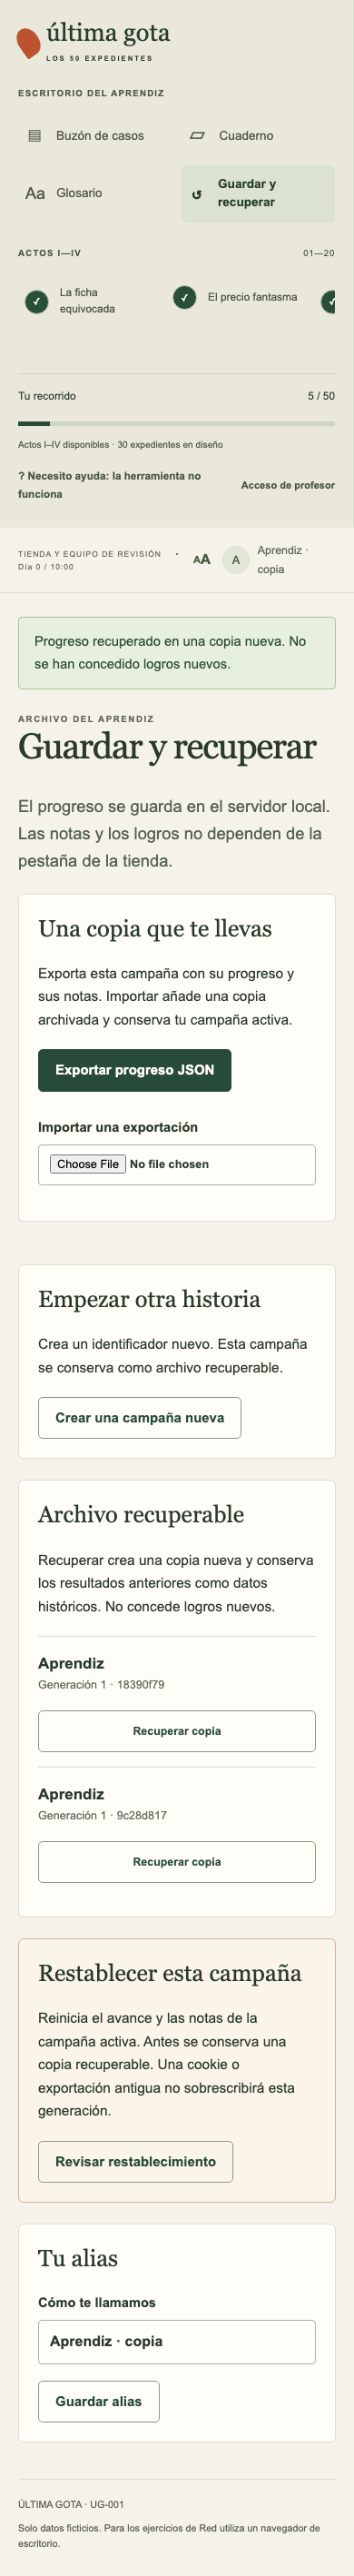 última gota
LOS 50 EXPEDIENTES
ESCRITORIO DEL APRENDIZ
Buzón de casos
Cuaderno
Aa Glosario
Guardar y
recuperar
ACTOS I—IV
01—20
La ficha
equivocada
El precio fantasma
Tu recorrido
5 / 50
Actos I–IV disponibles · 30 expedientes en diseño
? Necesito ayuda: la herramienta no
funciona
Acceso de profesor
TIENDA Y EQUIPO DE REVISIÓN
Día 0 / 10:00
AA
A
Aprendiz ·
copia
Progreso recuperado en una copia nueva. No
se han concedido logros nuevos.
ARCHIVO DEL APRENDIZ
Guardar y recuperar
El progreso se guarda en el servidor local.
Las notas y los logros no dependen de la
pestaña de la tienda.
Una copia que te llevas
Exporta esta campaña con su progreso y
sus notas. Importar añade una copia
archivada y conserva tu campaña activa.
Exportar progreso JSON
Importar una exportación
Choose File No file chosen
Empezar otra historia
Crea un identificador nuevo. Esta campaña
se conserva como archivo recuperable.
Crear una campaña nueva
Archivo recuperable
Recuperar crea una copia nueva y conserva
los resultados anteriores como datos
históricos. No concede logros nuevos.
Aprendiz
Generación 1 · 18390f79
Recuperar copia
Aprendiz
Generación 1 · 9c28d817
Recuperar copia
Restablecer esta campaña
Reinicia el avance y las notas de la
campaña activa. Antes se conserva una
copia recuperable. Una cookie o
exportación antigua no sobrescribirá esta
generación.
Revisar restablecimiento
Tu alias
Cómo te llamamos
Aprendiz · copia
Guardar alias
ÚLTIMA GOTA · UG-001
Solo datos ficticios. Para los ejercicios de Red utiliza un navegador de
escritorio.